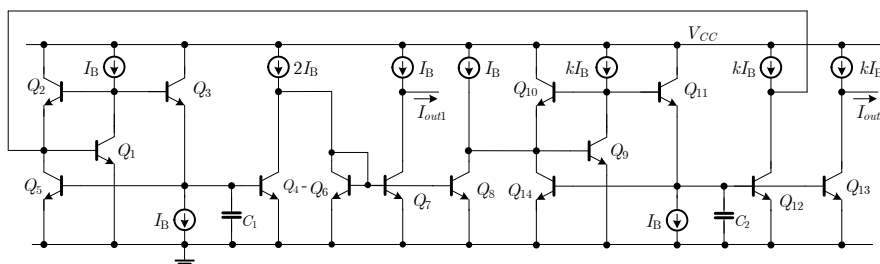 V_CC
I_B
2I_B
I_B
I_B
kI_B
kI_B
kI_B
Q_2
Q_3
Q_10
Q_11
I_out1
I_out
Q_1
Q_9
Q_5
Q_4 - Q_6
Q_7
Q_8
Q_14
Q_12
Q_13
I_B
C_1
I_B
C_2